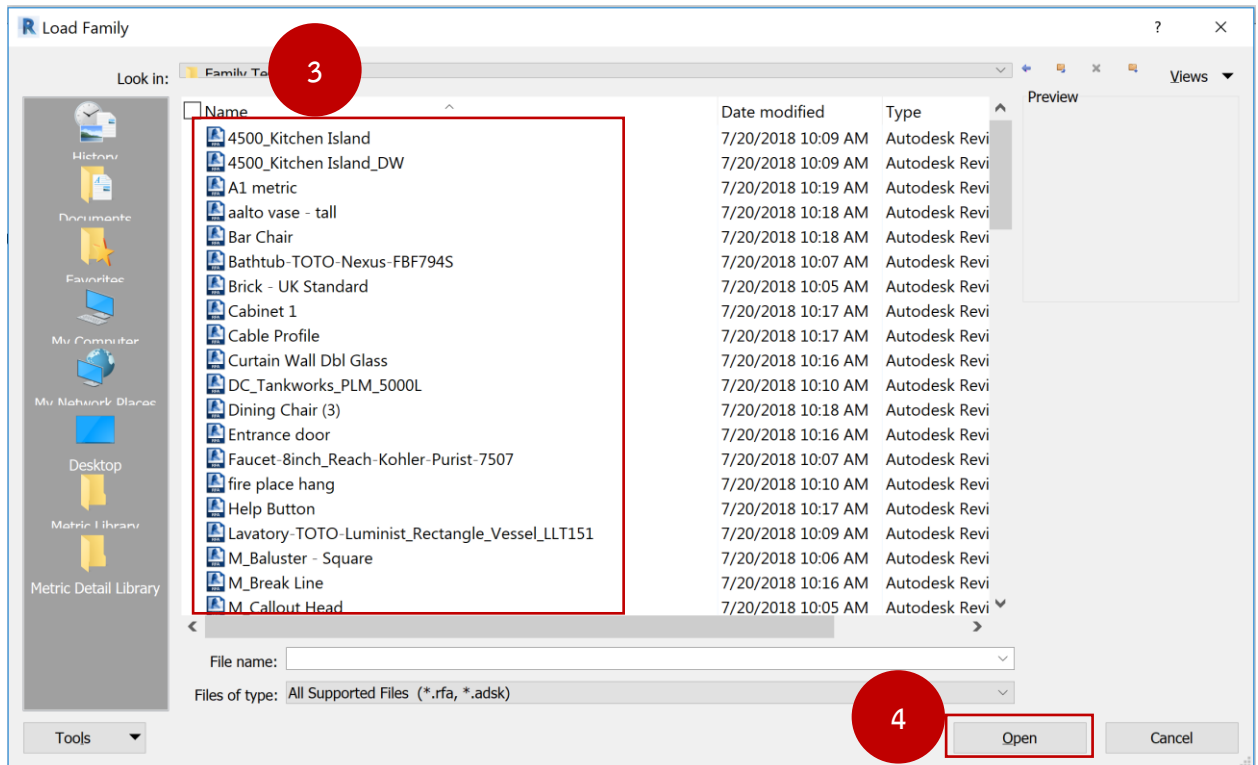 Load Family
?
3
Look in: Family Te
Views
Preview
Name Date modified Type
4500_Kitchen Island 7/20/2018 10:09 AM Autodesk Revi
4500_Kitchen Island_DW 7/20/2018 10:09 AM Autodesk Revi
A1 metric 7/20/2018 10:19 AM Autodesk Revi
aalto vase - tall 7/20/2018 10:18 AM Autodesk Revi
Bar Chair 7/20/2018 10:18 AM Autodesk Revi
Bathtub-TOTO-Nexus-FBF794S 7/20/2018 10:07 AM Autodesk Revi
Brick - UK Standard 7/20/2018 10:05 AM Autodesk Revi
Cabinet 1 7/20/2018 10:17 AM Autodesk Revi
Cable Profile 7/20/2018 10:17 AM Autodesk Revi
Curtain Wall Dbl Glass 7/20/2018 10:16 AM Autodesk Revi
DC_Tankworks_PLM_5000L 7/20/2018 10:10 AM Autodesk Revi
Dining Chair (3) 7/20/2018 10:18 AM Autodesk Revi
Entrance door 7/20/2018 10:16 AM Autodesk Revi
Faucet-8inch_Reach-Kohler-Purist-7507 7/20/2018 10:07 AM Autodesk Revi
fire place hang 7/20/2018 10:10 AM Autodesk Revi
Help Button 7/20/2018 10:17 AM Autodesk Revi
Lavatory-TOTO-Luminist_Rectangle_Vessel_LLT151 7/20/2018 10:09 AM Autodesk Revi
M_Baluster - Square 7/20/2018 10:06 AM Autodesk Revi
M_Break Line 7/20/2018 10:16 AM Autodesk Revi
M_Callout Head 7/20/2018 10:05 AM Autodesk Revi
History
Documents
Favorites
My Computer
My Network Places
Desktop
Metric Library
Metric Detail Library
File name:
Files of type: All Supported Files (*.rfa, *.adsk)
4
Tools
Open
Cancel